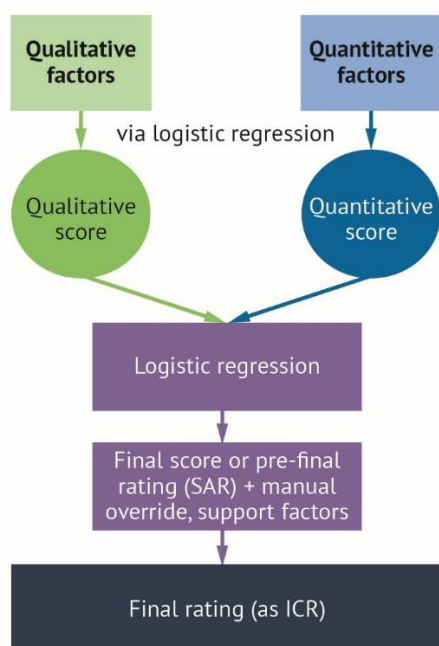 Qualitative
factors
Quantitative
factors
via logistic regression
Qualitative
score
Quantitative
score
Logistic regression
Final score or pre-final
rating (SAR) + manual
override, support factors
Final rating (as ICR)